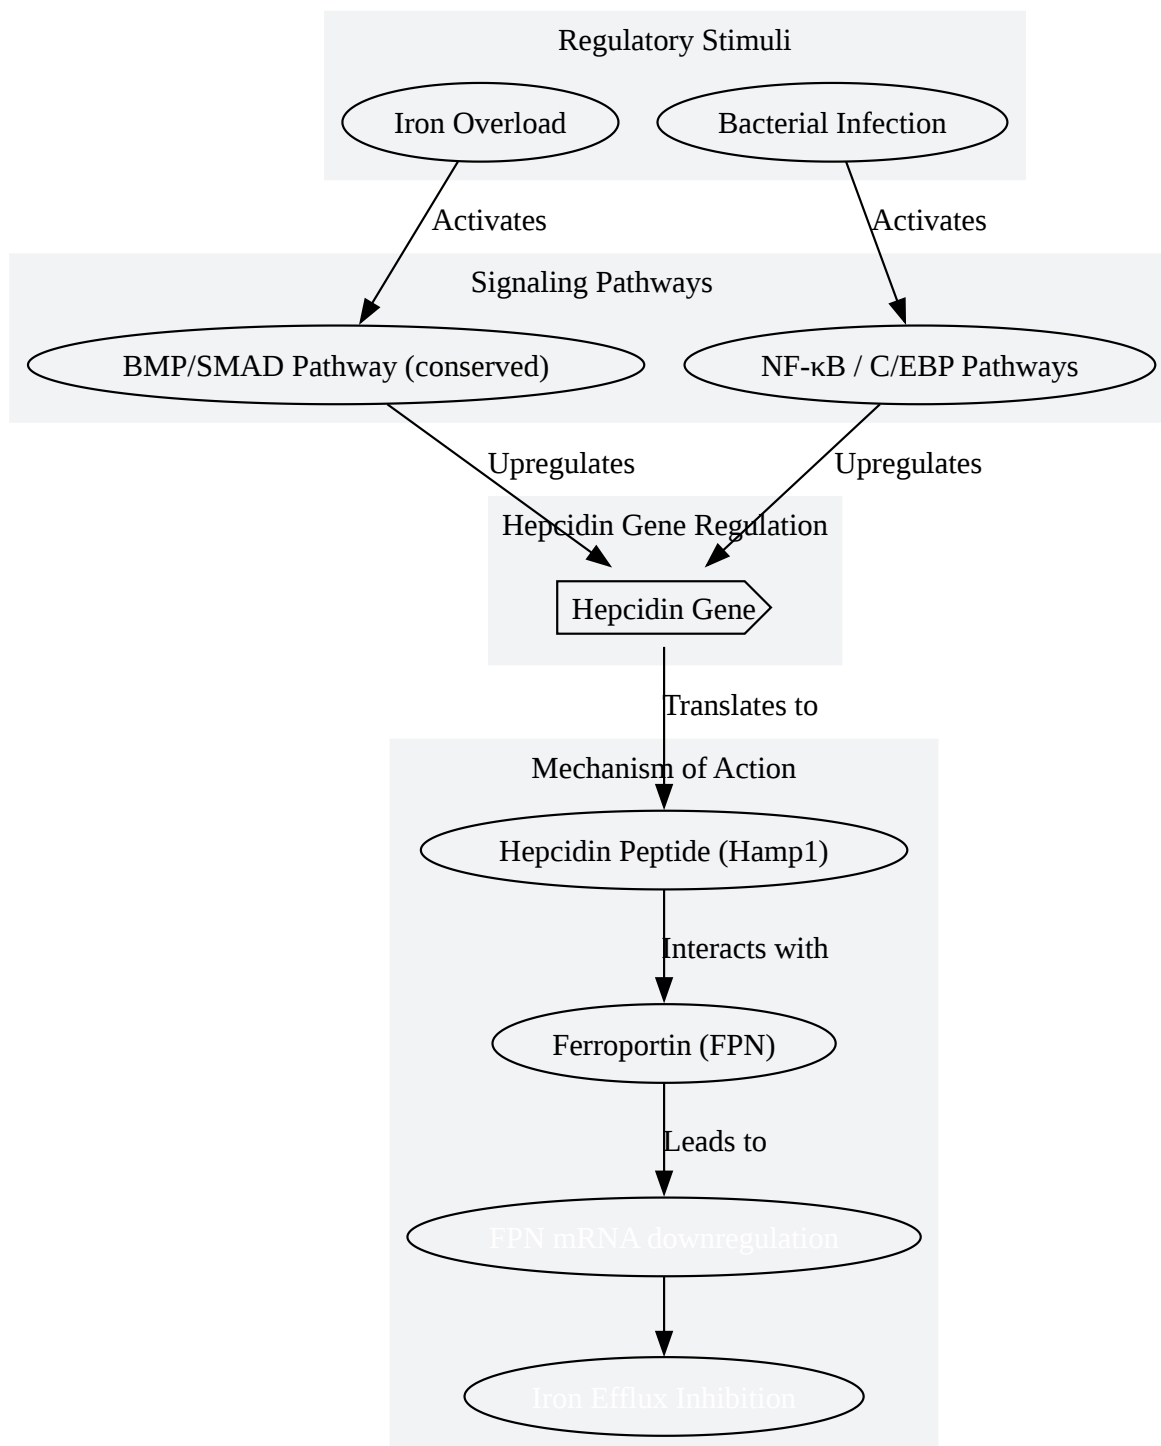 Regulatory Stimuli
Iron Overload
Bacterial Infection
Activates
Activates
Signaling Pathways
BMP/SMAD Pathway (conserved)
NF-κB / C/EBP Pathways
Upregulates
Upregulates
Hepcidin Gene Regulation
Hepcidin Gene
Translates to
Mechanism of Action
Hepcidin Peptide (Hamp1)
Interacts with
Ferroportin (FPN)
Leads to
FPN mRNA downregulation
Iron Efflux Inhibition